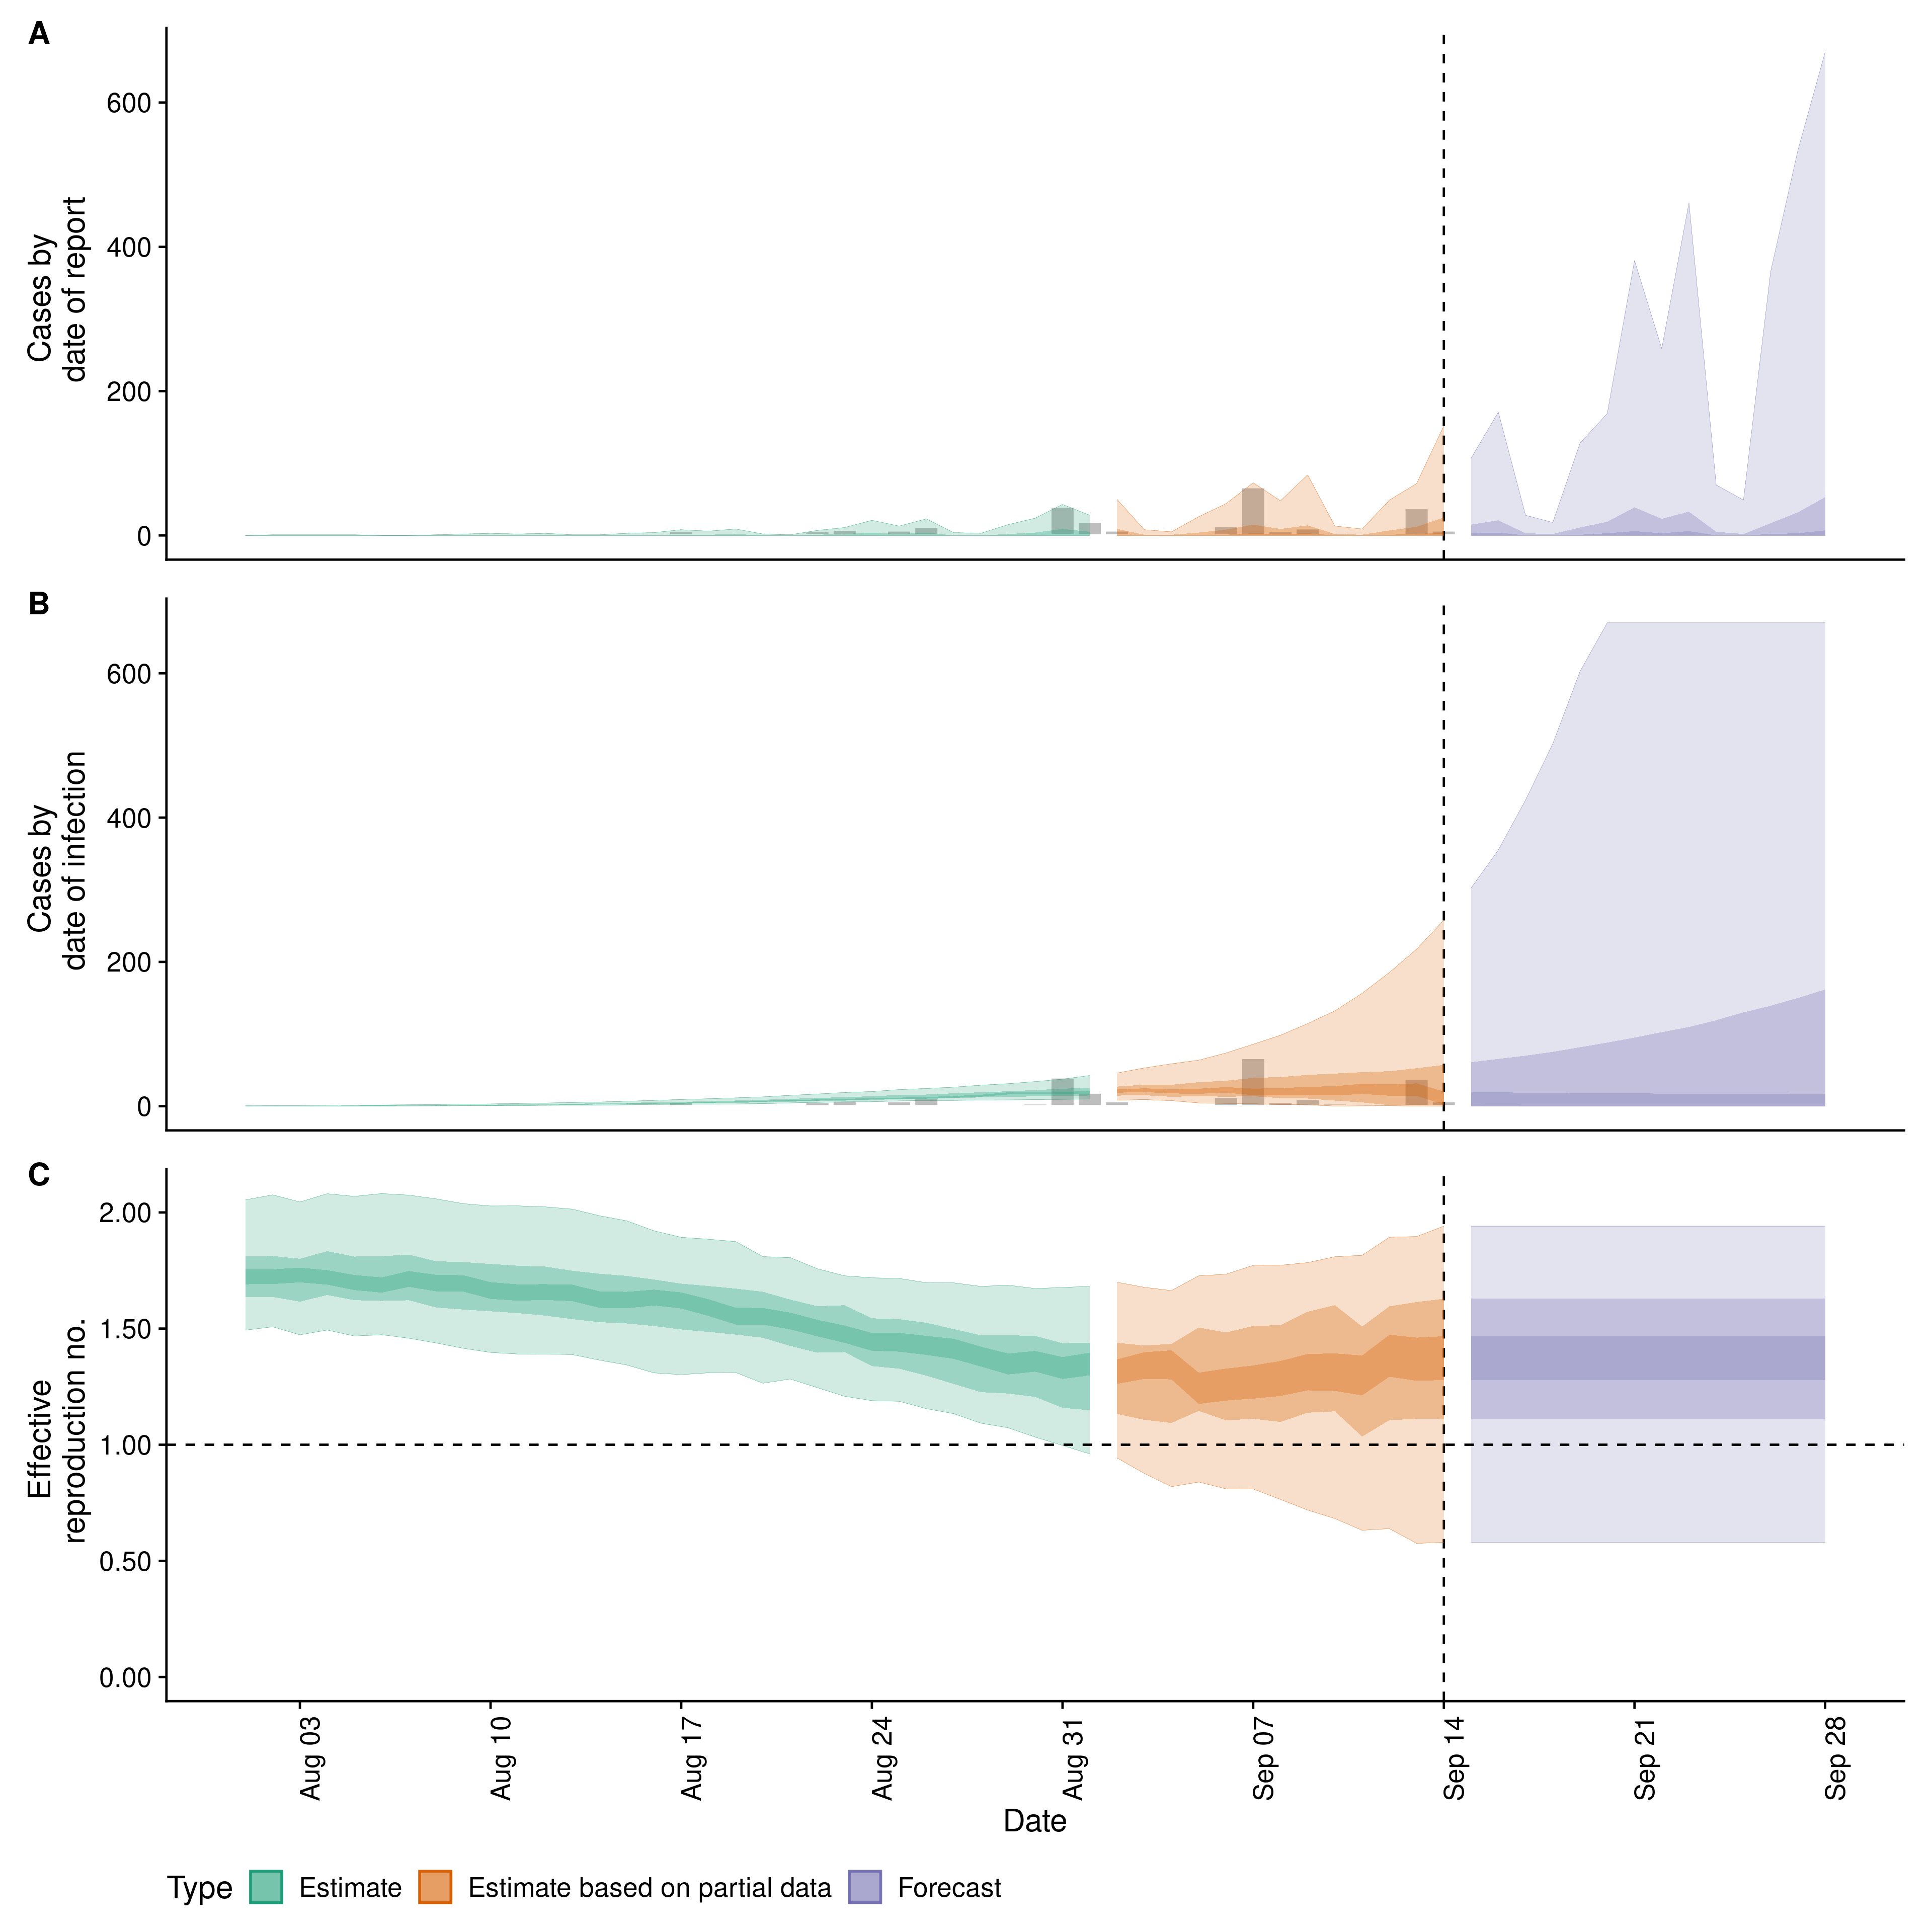 A
Cases by
date of report
600
400
200
0
B
Cases by
date of infection
600
400
200
0
C
Effective
reproduction no.
2.00
1.50
1.00
0.50
0.00
Aug 03
Aug 10
Aug 17
Aug 24
Aug 31
Sep 07
Sep 14
Sep 21
Sep 28
Date
Type Estimate Estimate based on partial data Forecast